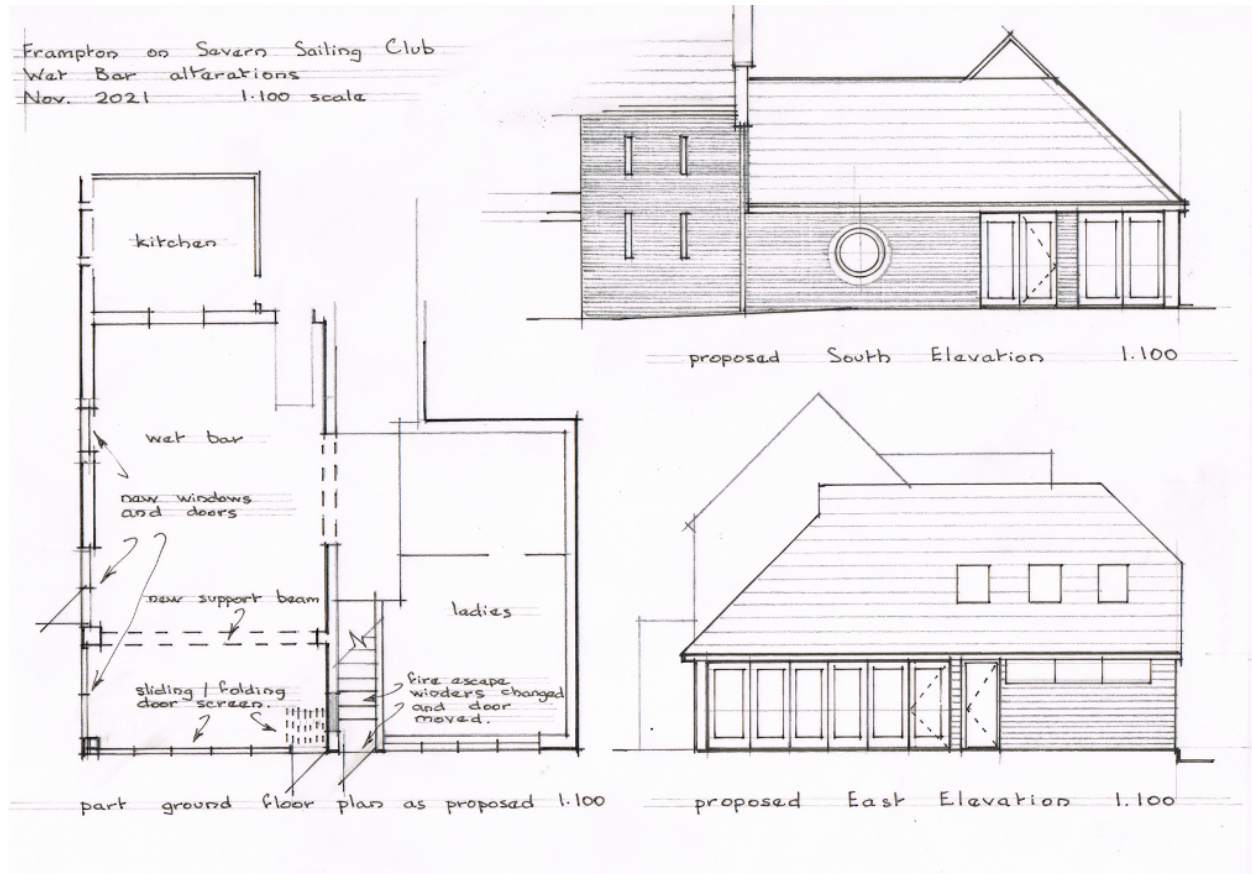 Frampton on Severn Sailing Club
Wet Bar alterations
Nov. 2021 1:100 scale
kitchen
wet bar
new windows
and doors
new support beam
sliding / folding
door screen.
ladies
fire escape
winders changed
and door
moved.
part ground floor plan as proposed 1:100
proposed South Elevation 1:100
proposed East Elevation 1:100